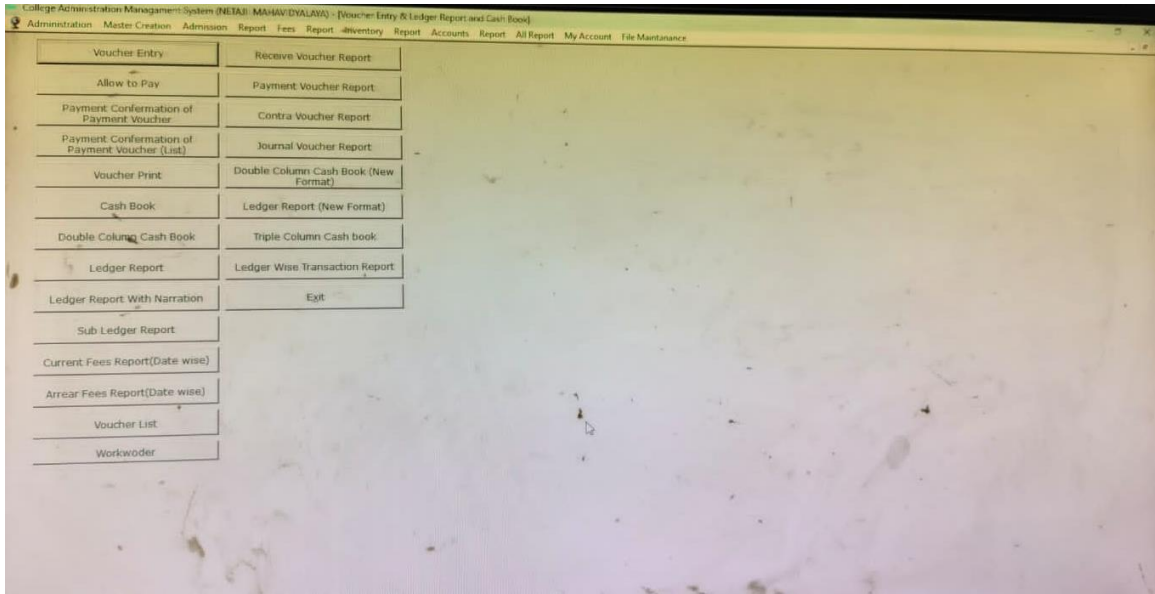 College Administration Managament System (NETAJI MAHAVIDYALAYA) - [Voucher Entry & Ledger Report and Cash Book]
Administration Master Creation Admission Report Fees Report Inventory Report Accounts Report All Report My Account File Maintanance
Voucher Entry
Allow to Pay
Payment Confermation of
Payment Voucher
Payment Confermation of
Payment Voucher (List)
Voucher Print
Cash Book
Double Column Cash Book
Ledger Report
Ledger Report With Narration
Sub Ledger Report
Current Fees Report(Date wise)
Arrear Fees Report(Date wise)
Voucher List
Workwoder
Receive Voucher Report
Payment Voucher Report
Contra Voucher Report
Journal Voucher Report
Double Column Cash Book (New
Format)
Ledger Report (New Format)
Triple Column Cash book
Ledger Wise Transaction Report
Exit